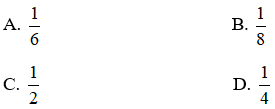 A. 1/6 B. 1/8
C. 1/2 D. 1/4